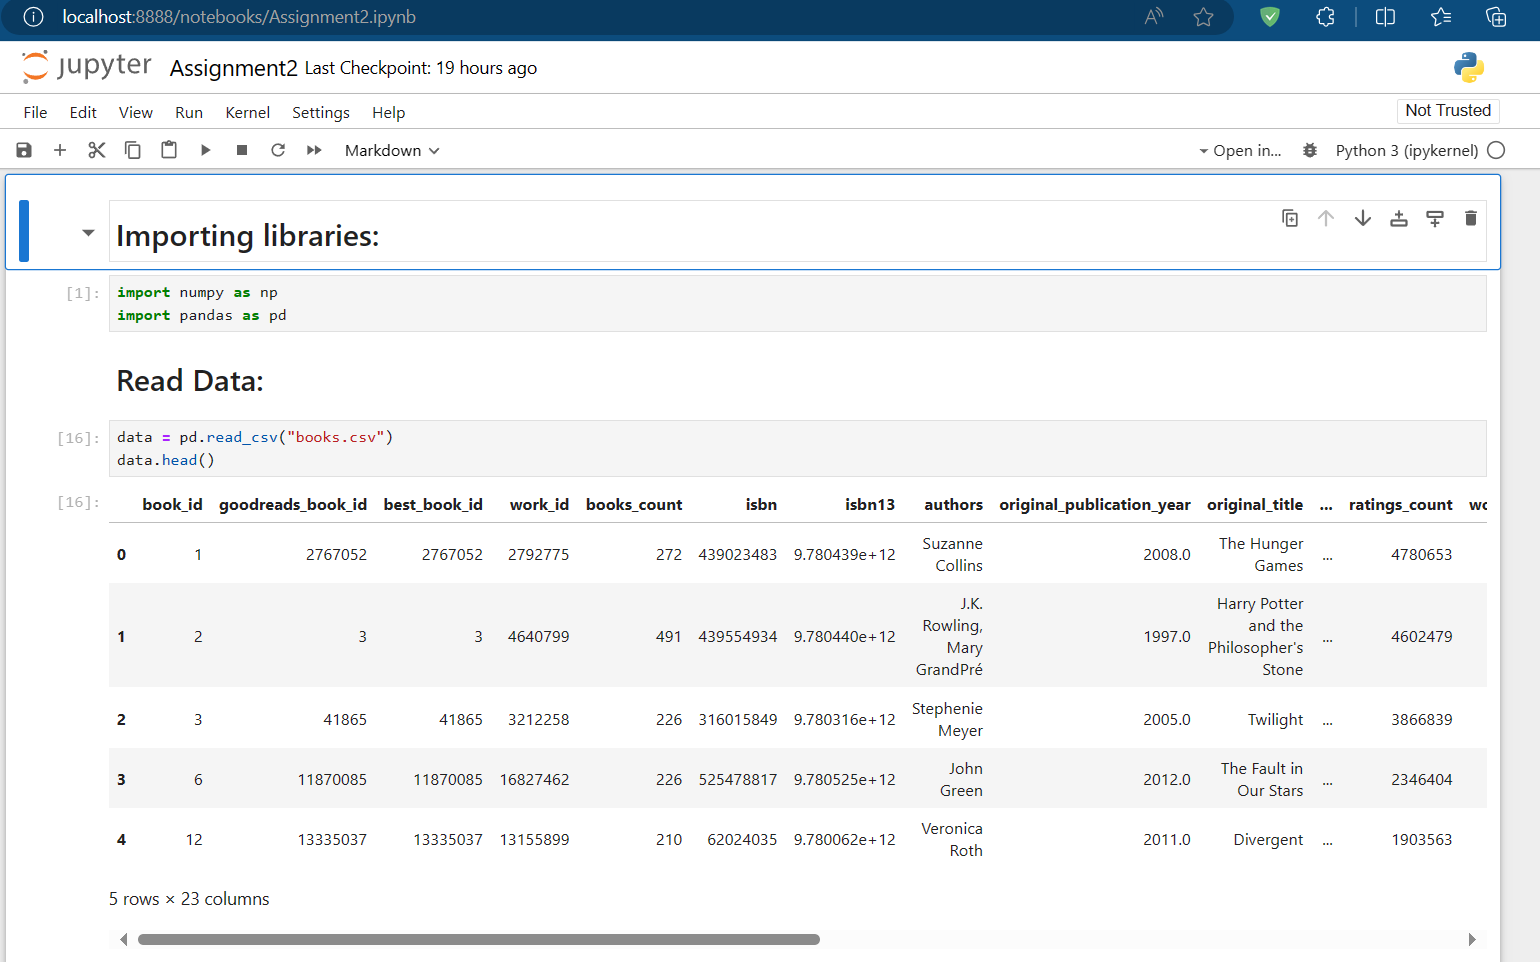 localhost:8888/notebooks/Assignment2.ipynb
jupyter Assignment2 Last Checkpoint: 19 hours ago
File Edit View Run Kernel Settings Help
Not Trusted
Markdown
Open in...
Python 3 (ipykernel)
Importing libraries:
[1]:
import numpy as np
import pandas as pd
Read Data:
[16]:
data = pd.read_csv("books.csv")
data.head()
[16]:
book_id goodreads_book_id best_book_id work_id books_count isbn isbn13 authors original_publication_year original_title ... ratings_count wc
0 1 2767052 2767052 2792775 272 439023483 9.780439e+12 Suzanne Collins 2008.0 The Hunger Games ... 4780653
1 2 3 3 4640799 491 439554934 9.780440e+12 J.K. Rowling, Mary GrandPré 1997.0 Harry Potter and the Philosopher's Stone ... 4602479
2 3 41865 41865 3212258 226 316015849 9.780316e+12 Stephenie Meyer 2005.0 Twilight ... 3866839
3 6 11870085 11870085 16827462 226 525478817 9.780525e+12 John Green 2012.0 The Fault in Our Stars ... 2346404
4 12 13335037 13335037 13155899 210 62024035 9.780062e+12 Veronica Roth 2011.0 Divergent ... 1903563
5 rows × 23 columns